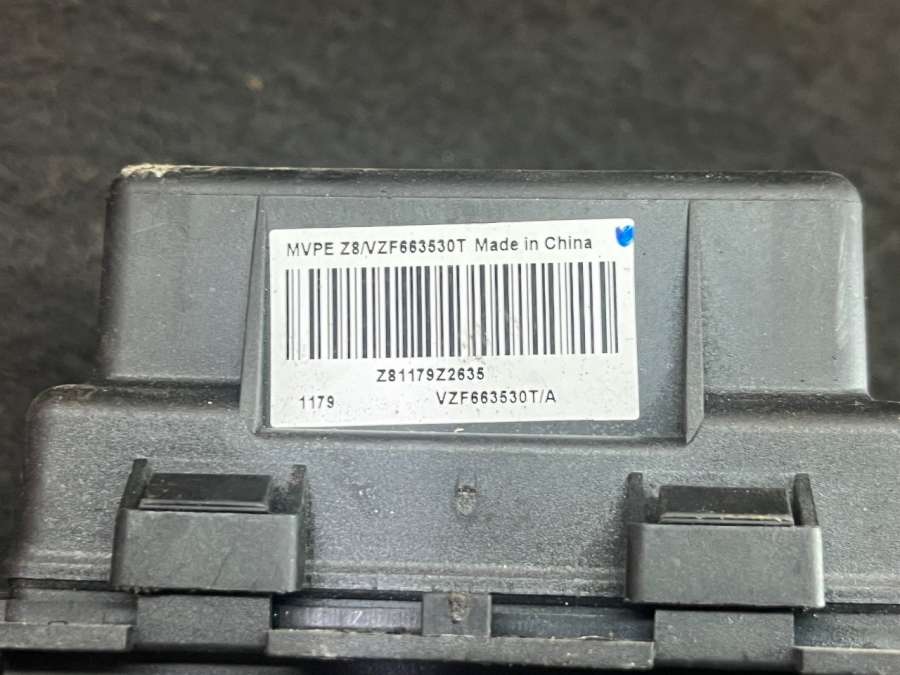 MVPE Z8/VZF663530T Made in China
Z81179Z2635
1179 VZF663530T/A